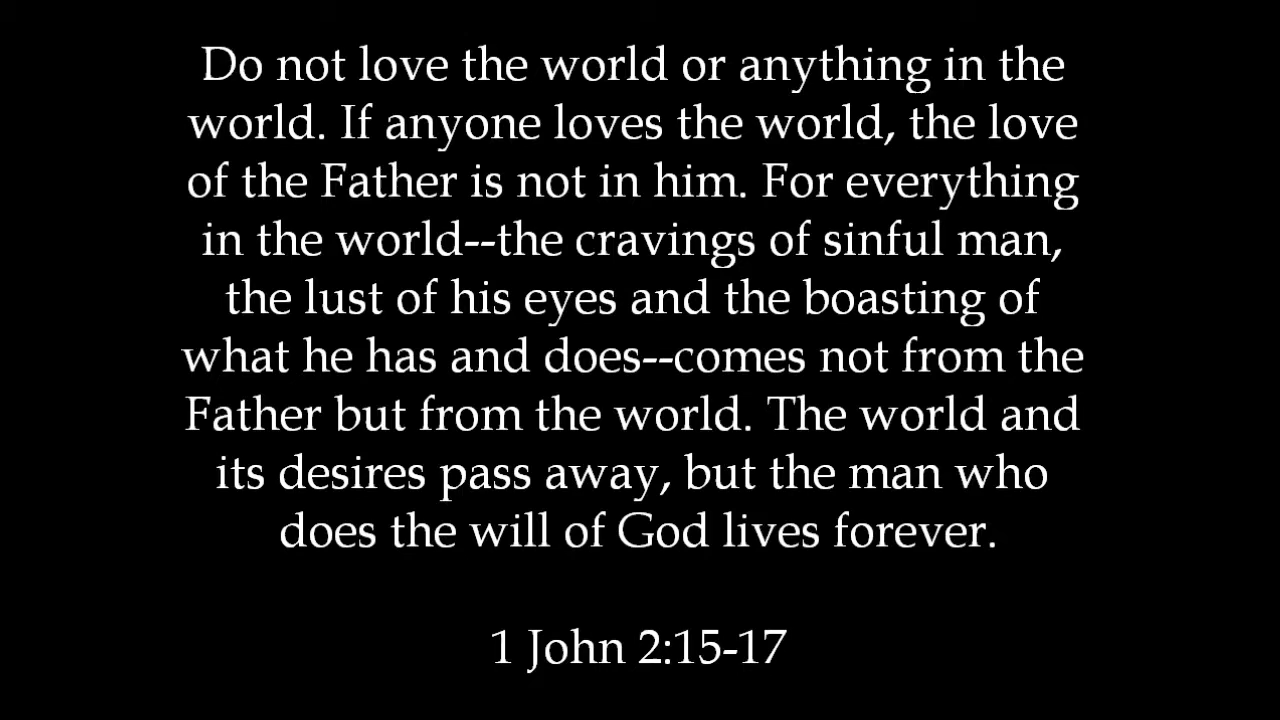 Do not love the world or anything in the
world. If anyone loves the world, the love
of the Father is not in him. For everything
in the world--the cravings of sinful man,
the lust of his eyes and the boasting of
what he has and does--comes not from the
Father but from the world. The world and
its desires pass away, but the man who
does the will of God lives forever.
1 John 2:15-17